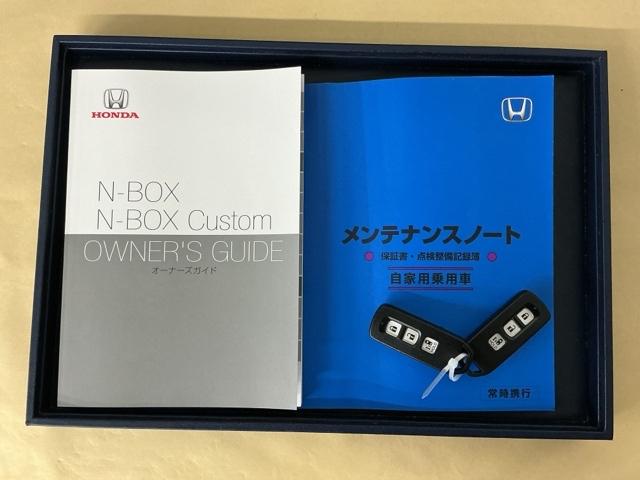 HONDA
N-BOX
N-BOX Custom
OWNER'S GUIDE
オーナーズガイド
メンテナンスノート
保証書・点検整備記録簿
自家用乗用車
常時携行